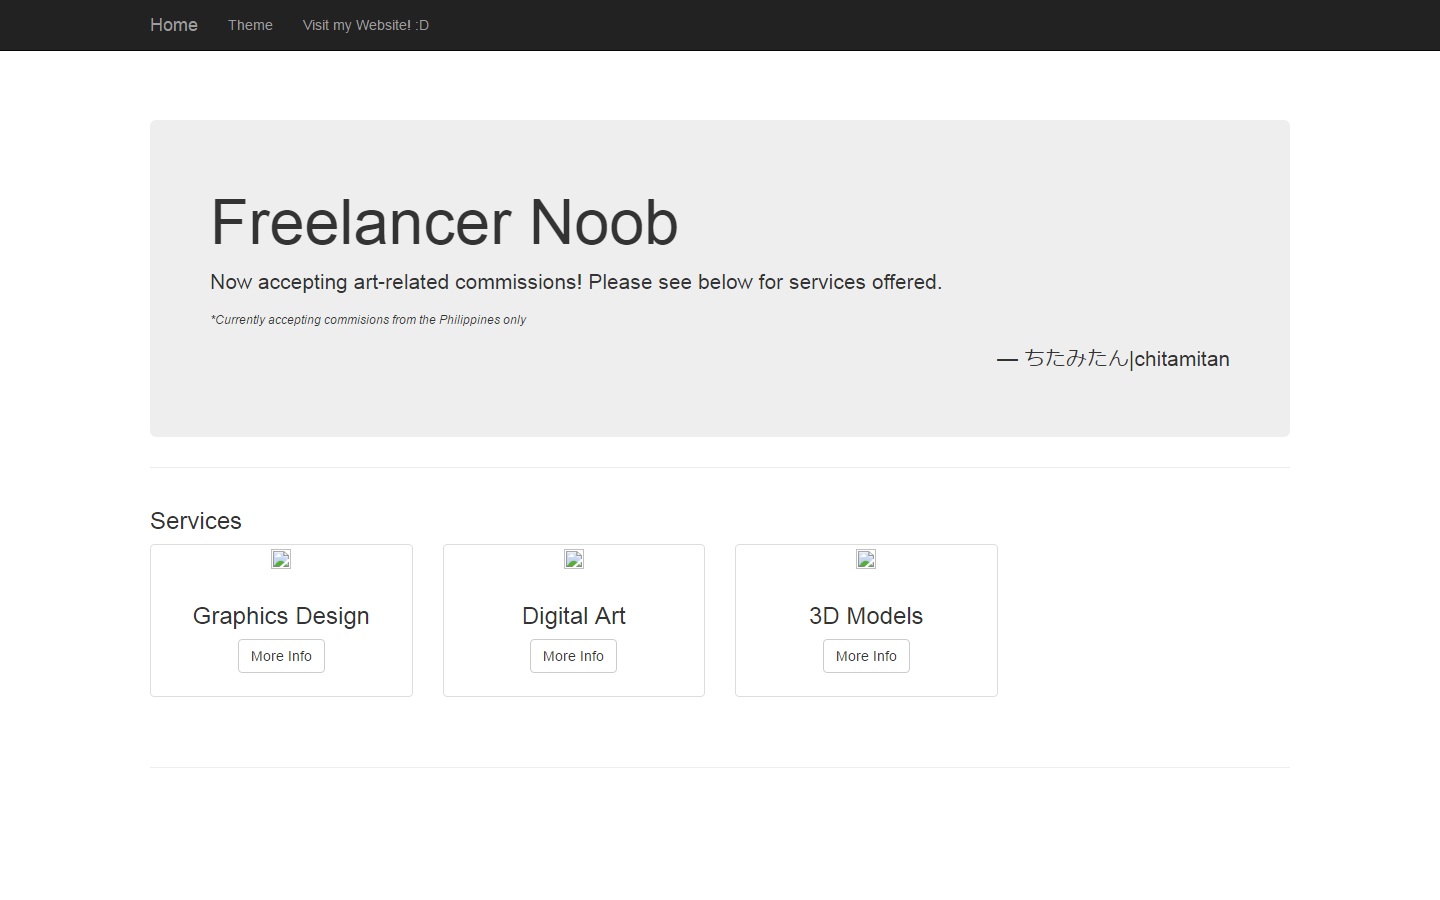 Home Theme Visit my Website! :D
Freelancer Noob
Now accepting art-related commissions! Please see below for services offered.
*Currently accepting commisions from the Philippines only
— ちたみたん|chitamitan
Services
Graphics Design Digital Art 3D Models
More Info More Info More Info